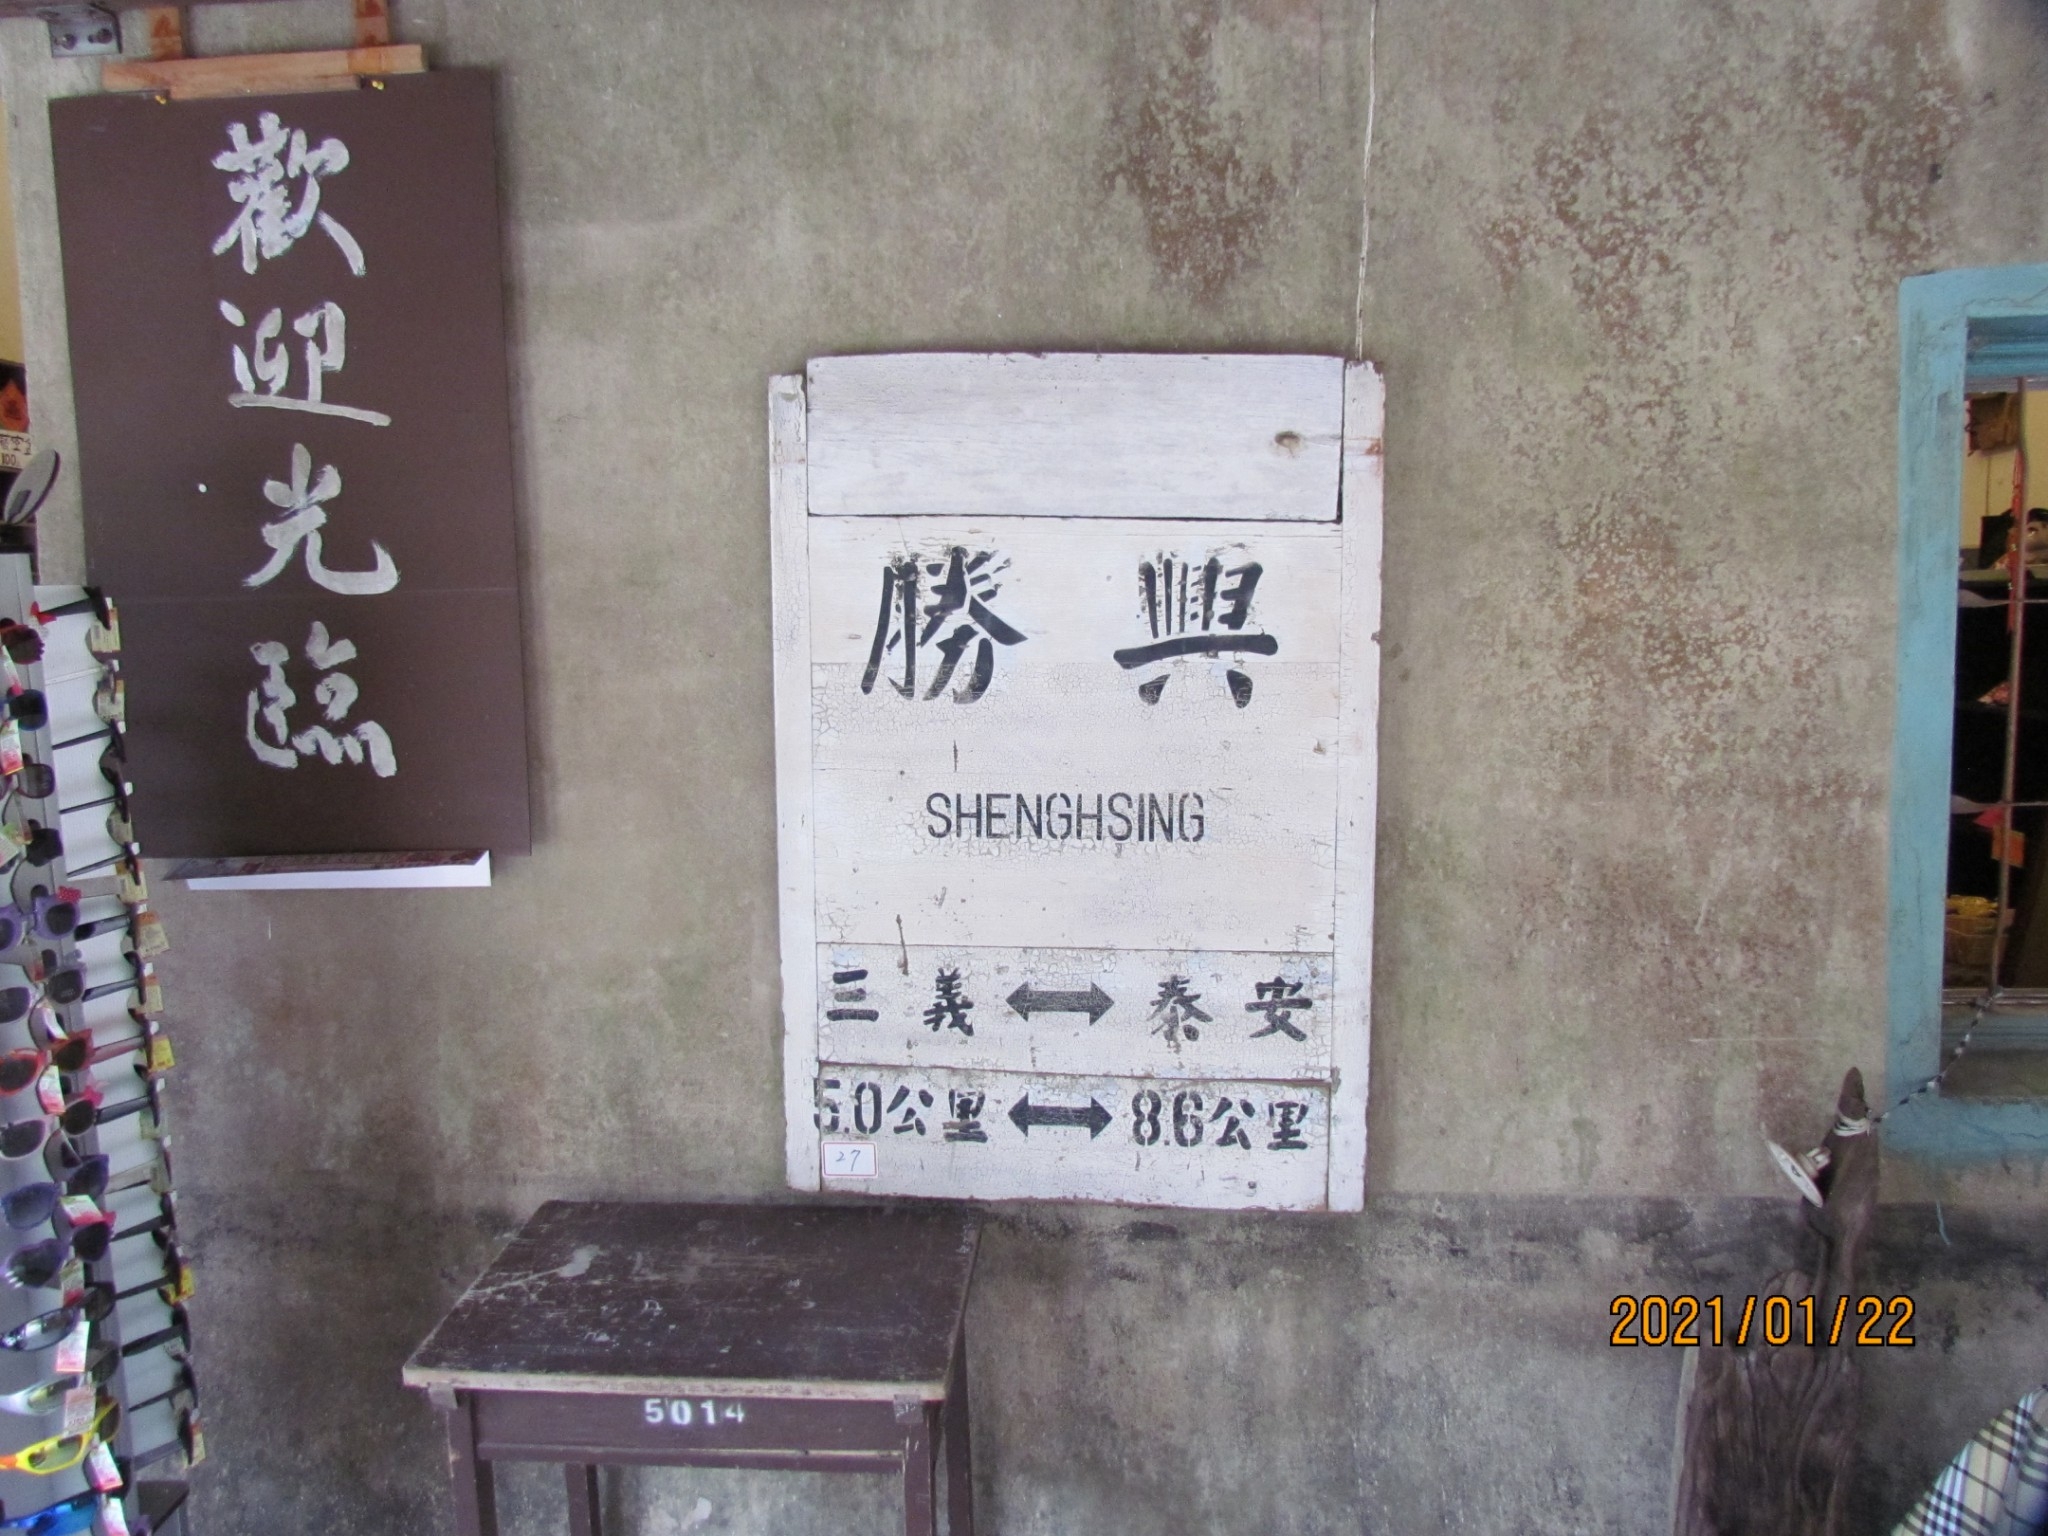 歡迎光臨
勝 興
SHENGHSING
三 義 ↔ 泰 安
5.0公里 ↔ 8.6公里
27
5014
2021/01/22